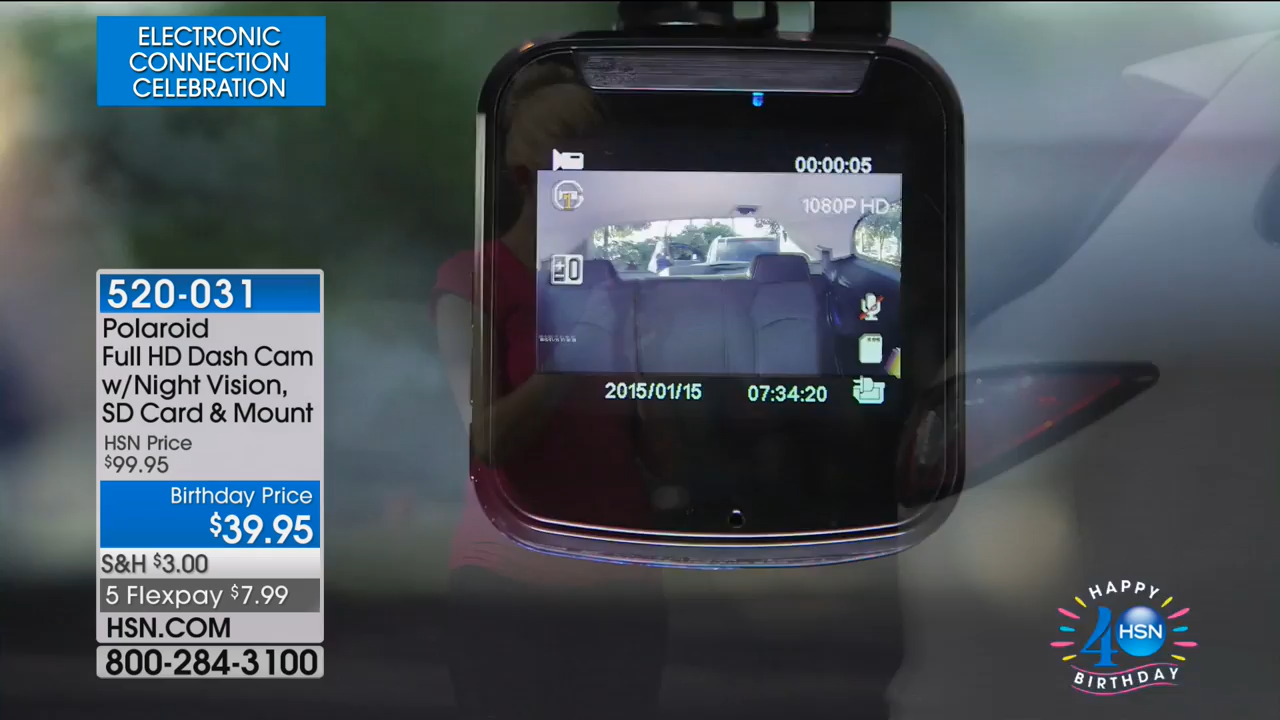 ELECTRONIC
CONNECTION
CELEBRATION
00:00:05
1080P HD
±0
2015/01/15
07:34:20
520-031
Polaroid
Full HD Dash Cam
w/Night Vision,
SD Card & Mount
HSN Price
$99.95
Birthday Price
$39.95
S&H $3.00
5 Flexpay $7.99
HSN.COM
800-284-3100
HAPPY
40 HSN
BIRTHDAY